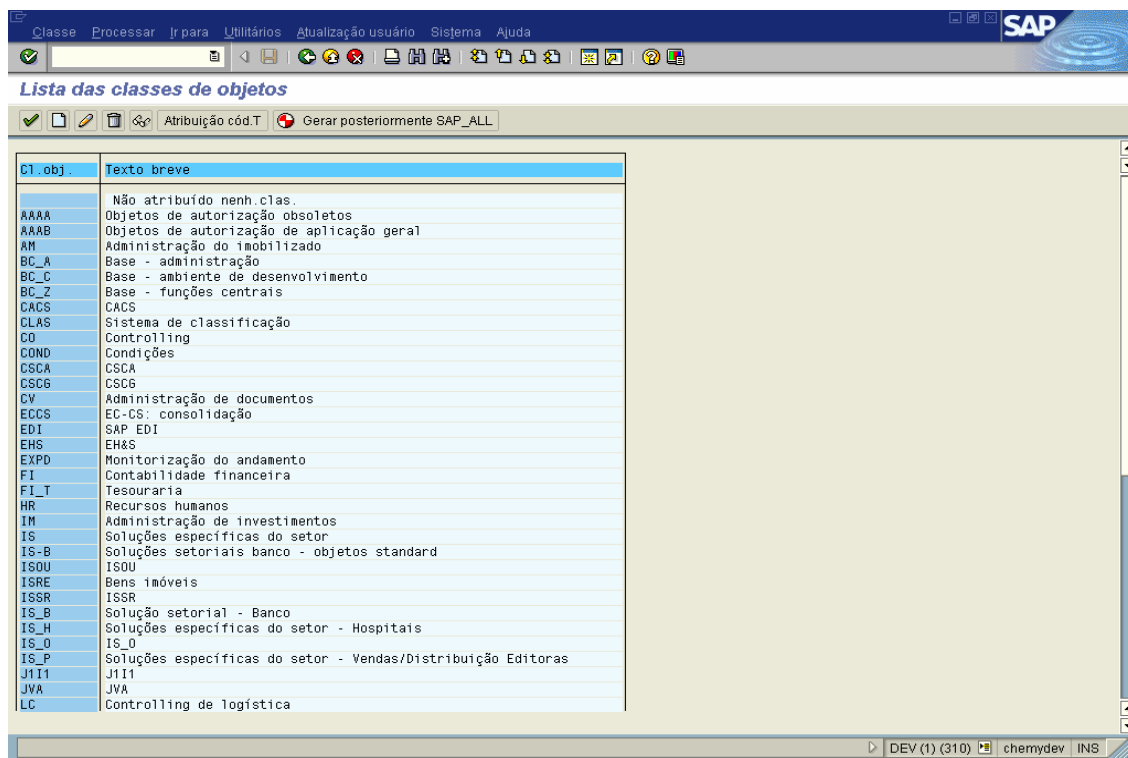 Classe Processar Ir para Utilitários Atualização usuário Sistema Ajuda
SAP
Lista das classes de objetos
Atribuição cód.T Gerar posteriormente SAP_ALL
Cl.obj. Texto breve
Não atribuído nenh.clas.
AAAA Objetos de autorização obsoletos
AAAB Objetos de autorização de aplicação geral
AM Administração do imobilizado
BC_A Base - administração
BC_C Base - ambiente de desenvolvimento
BC_Z Base - funções centrais
CACS CACS
CLAS Sistema de classificação
CO Controlling
COND Condições
CSCA CSCA
CSCG CSCG
CV Administração de documentos
ECCS EC-CS: consolidação
EDI SAP EDI
EHS EH&S
EXPD Monitorização do andamento
FI Contabilidade financeira
FI_T Tesouraria
HR Recursos humanos
IM Administração de investimentos
IS Soluções específicas do setor
IS-B Soluções setoriais banco - objetos standard
ISOU ISOU
ISRE Bens imóveis
ISSR ISSR
IS_B Solução setorial - Banco
IS_H Soluções específicas do setor - Hospitais
IS_O IS_O
IS_P Soluções específicas do setor - Vendas/Distribuição Editoras
J1I1 J1I1
JVA JVA
LC Controlling de logística
DEV (1) (310) chemydev INS